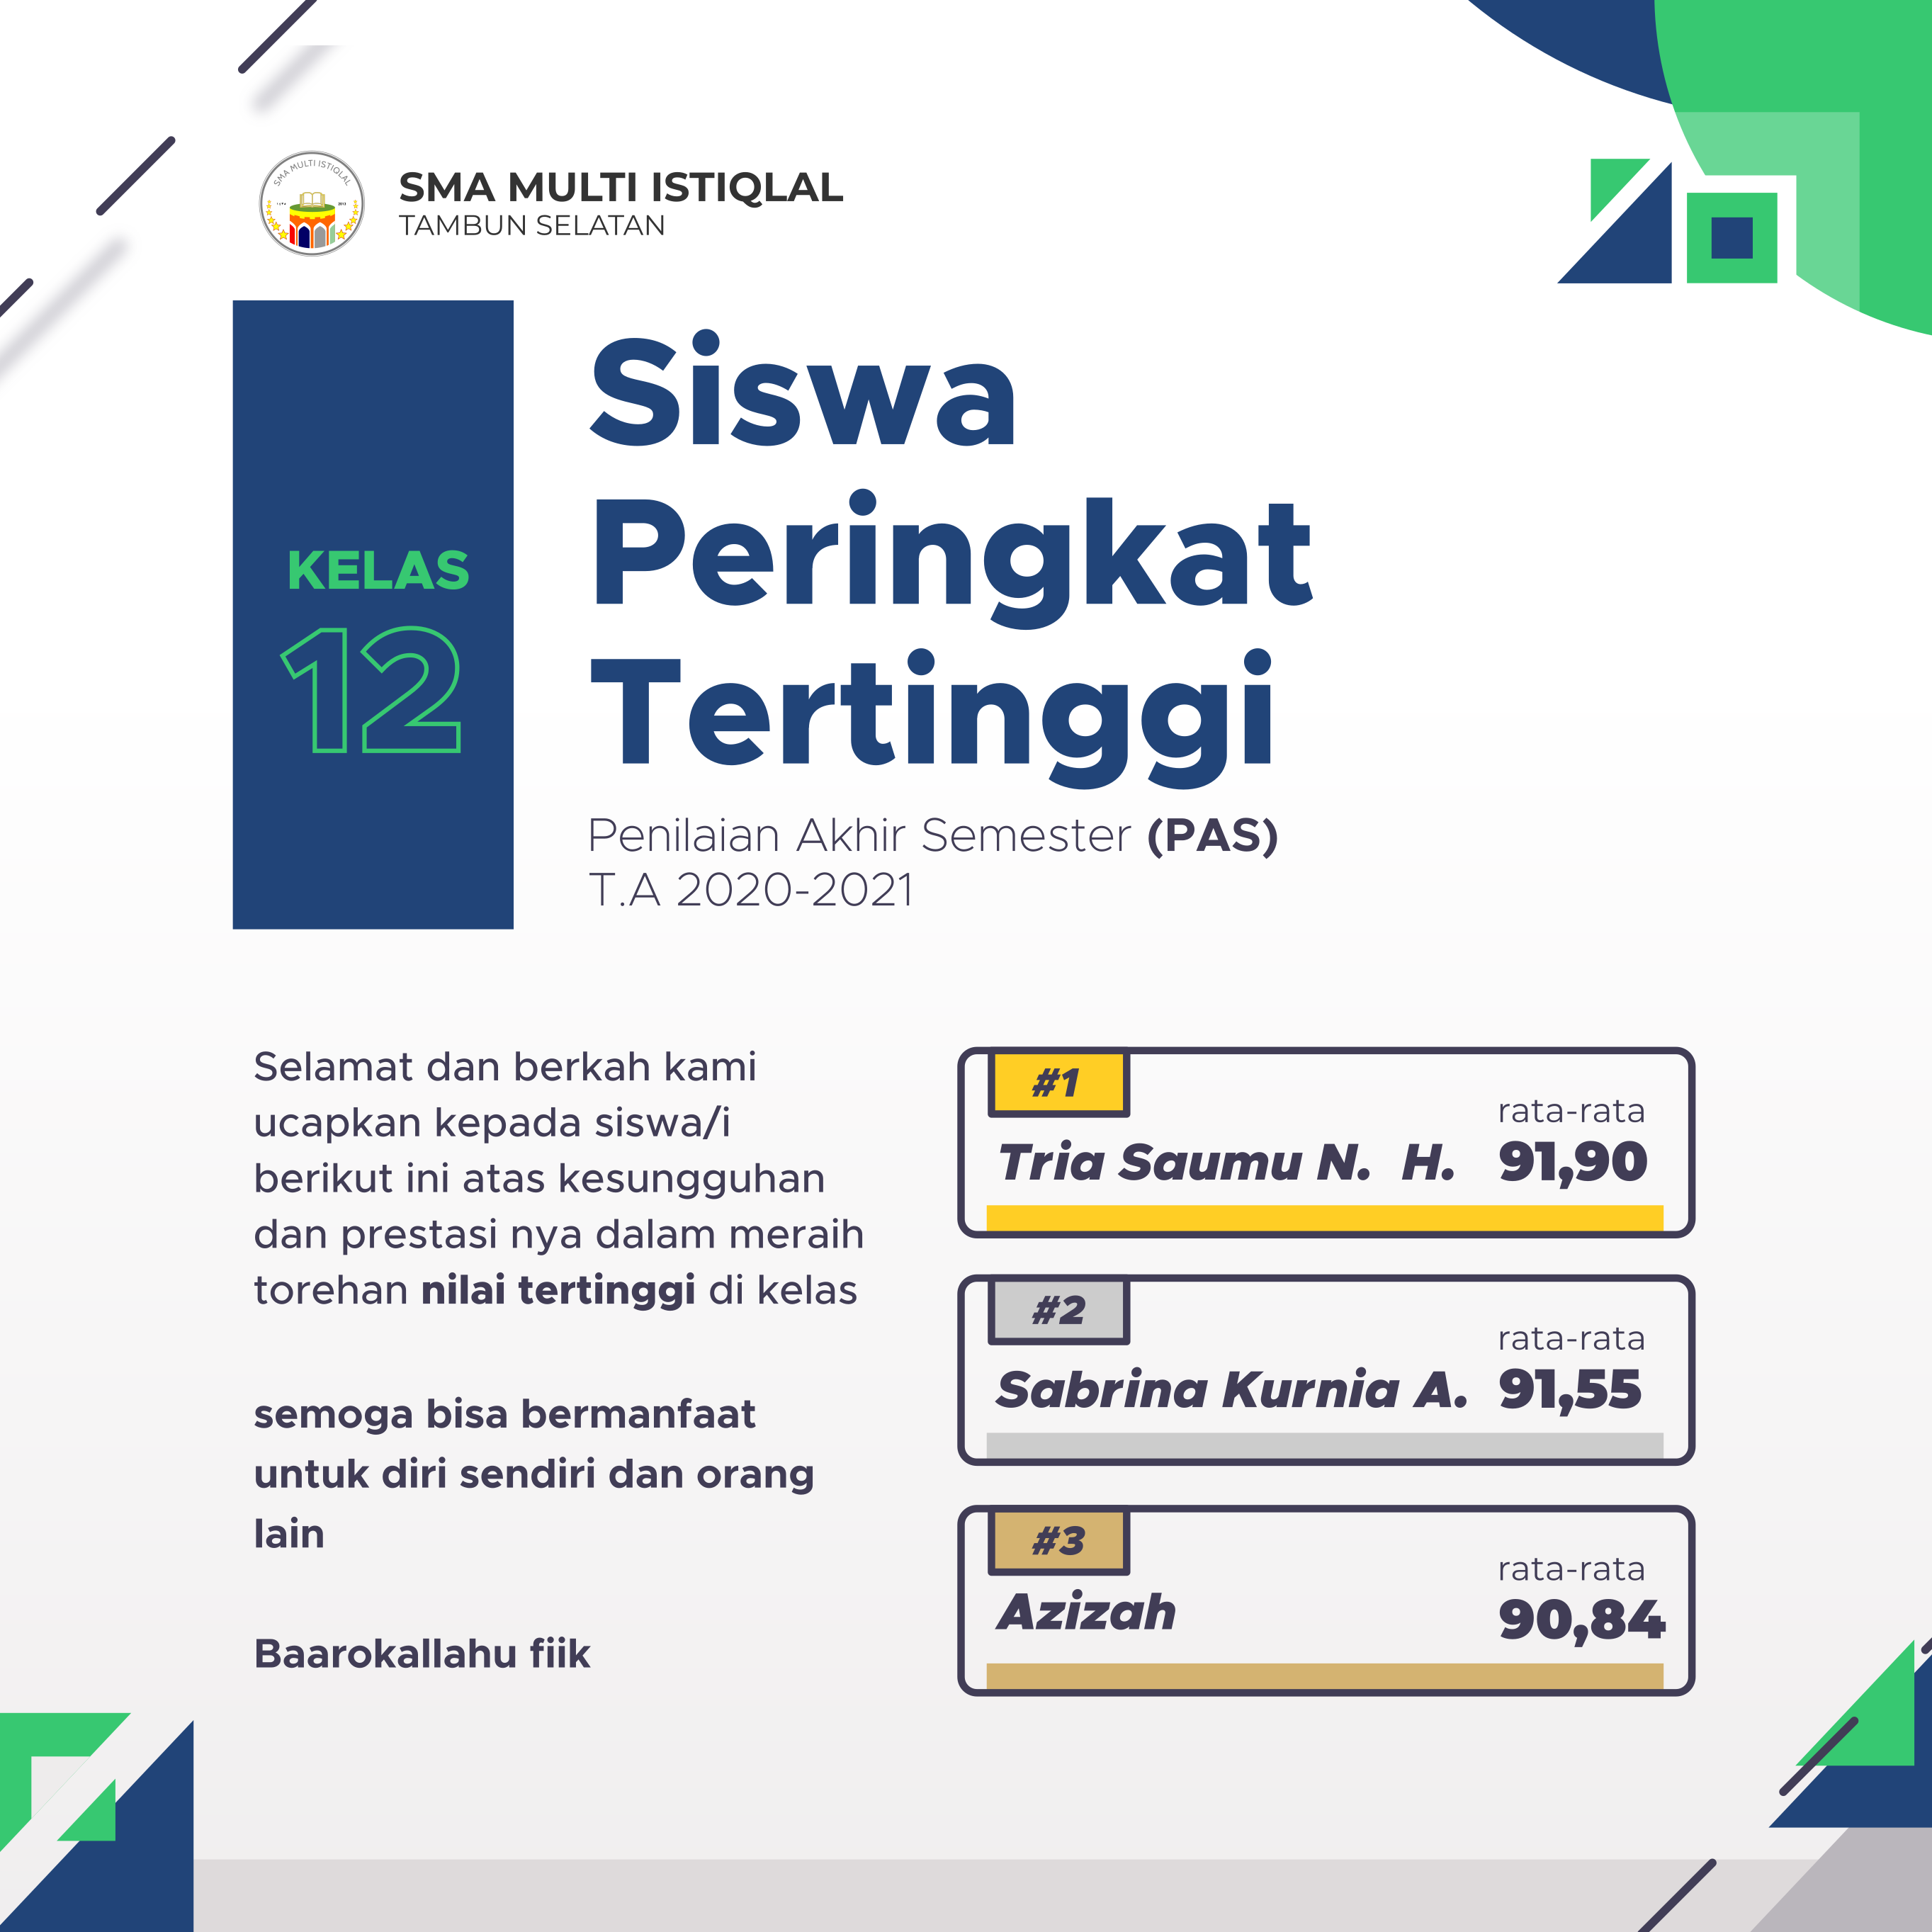 SMA MULTI ISTIQLAL
SMA MULTI ISTIQLAL
TAMBUN SELATAN
KELAS
12
Siswa
Peringkat
Tertinggi
Penilaian Akhir Semester (PAS)
T.A 2020-2021
Selamat dan berkah kami
ucapkan kepada siswa/i
berikut ini atas kesungguhan
dan prestasi nya dalam meraih
torehan nilai tertinggi di kelas
semoga bisa bermanfaat
untuk diri sendiri dan orang
lain
Baarokallahu fiik
#1
rata-rata
Tria Saumu N. H. 91,90
#2
rata-rata
Sabrina Kurnia A. 91,55
#3
rata-rata
Azizah 90,84